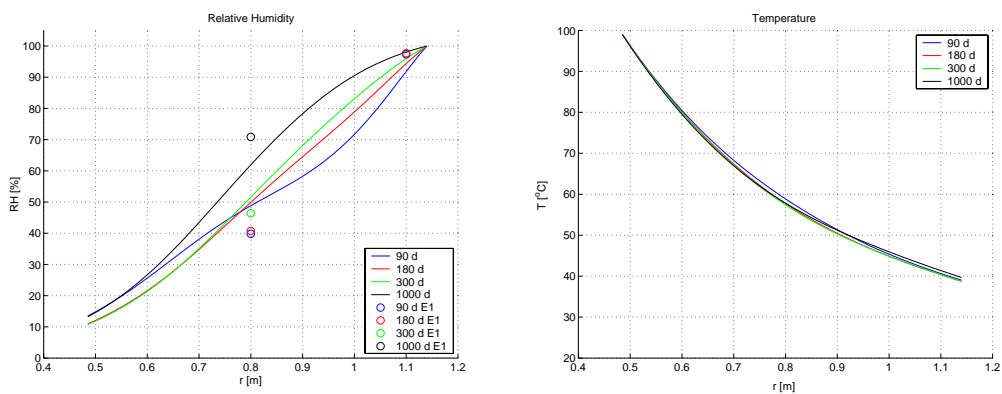 Relative Humidity
100
90
80
70
60
50
40
30
20
10
0
RH [%]
0.4 0.5 0.6 0.7 0.8 0.9 1 1.1 1.2
r [m]
90 d
180 d
300 d
1000 d
90 d E1
180 d E1
300 d E1
1000 d E1
Temperature
100
90
80
70
60
50
40
30
20
T [°C]
0.4 0.5 0.6 0.7 0.8 0.9 1 1.1 1.2
r [m]
90 d
180 d
300 d
1000 d